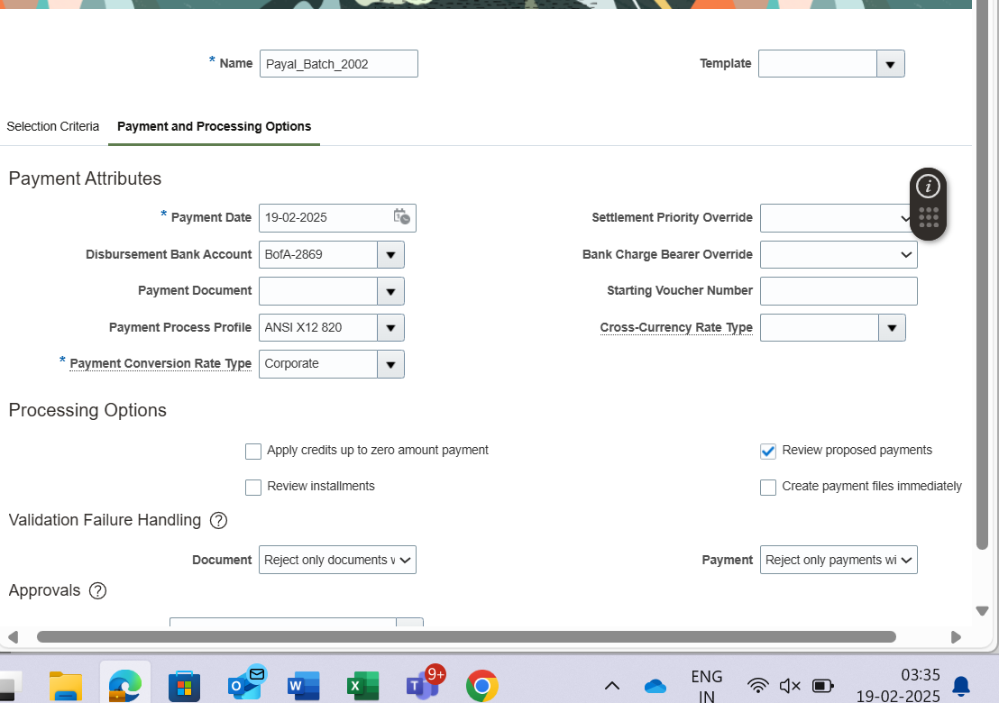 * Name Payal_Batch_2002 Template
Selection Criteria Payment and Processing Options
Payment Attributes
* Payment Date 19-02-2025 Settlement Priority Override
Disbursement Bank Account BofA-2869 Bank Charge Bearer Override
Payment Document Starting Voucher Number
Payment Process Profile ANSI X12 820 Cross-Currency Rate Type
* Payment Conversion Rate Type Corporate
Processing Options
Apply credits up to zero amount payment Review proposed payments
Review installments Create payment files immediately
Validation Failure Handling ?
Document Reject only documents Payment Reject only payments wi
Approvals ?
9+
ENG 03:35
IN 19-02-2025